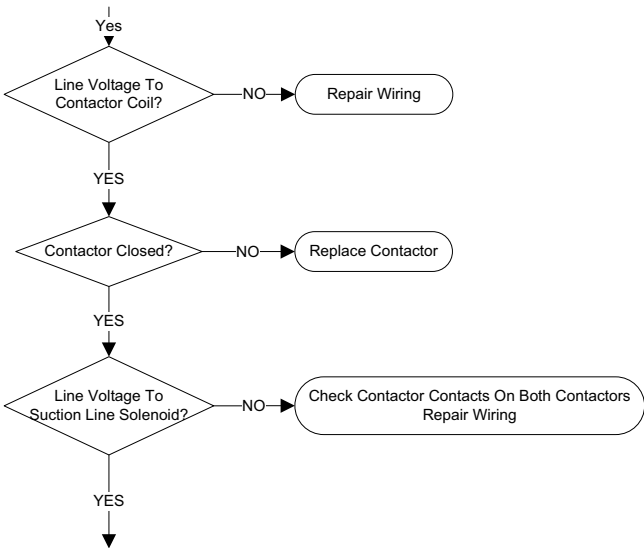 Yes
Line Voltage To
Contactor Coil?
NO
Repair Wiring
YES
Contactor Closed?
NO
Replace Contactor
YES
Line Voltage To
Suction Line Solenoid?
NO
Check Contactor Contacts On Both Contactors
Repair Wiring
YES